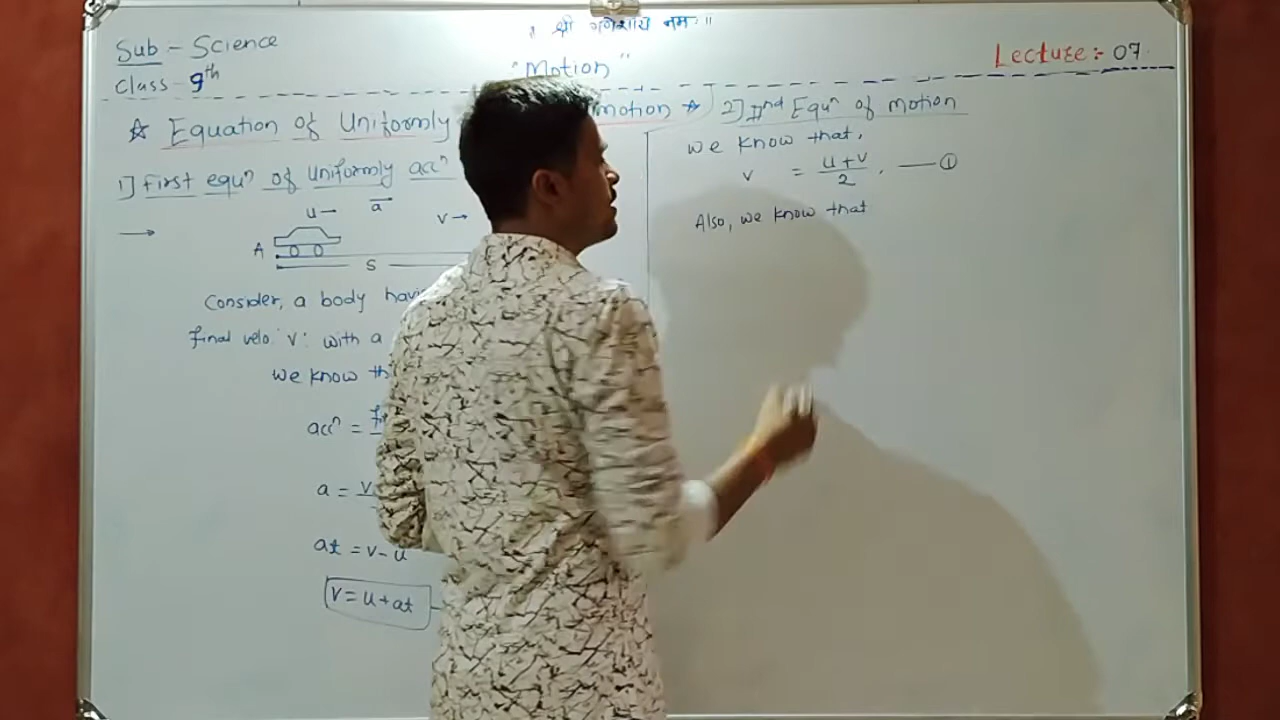 ॥ श्री गणेशाय नमः ॥
Sub - Science
"Motion"
Lecture:- 07
Class - 9th
☆ Equation of Uniformly motion ☆
1] First equⁿ of uniformly accⁿ
u → a v →
A
S
Consider, a body havi
final velo. 'v' with a
We know th
accⁿ =
a = v-
at = v - u
v = u + at
2] IInd Equⁿ of motion
We know that,
v = u + v / 2 . — ①
Also, we know that